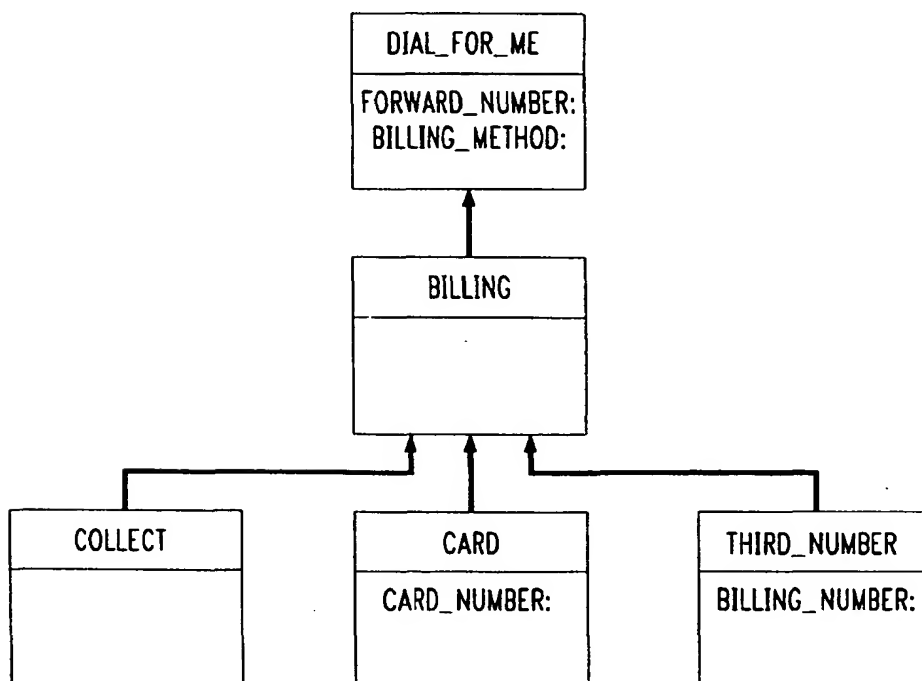 DIAL_FOR_ME
FORWARD_NUMBER:
BILLING_METHOD:
BILLING
COLLECT
CARD
THIRD_NUMBER
CARD_NUMBER:
BILLING_NUMBER: